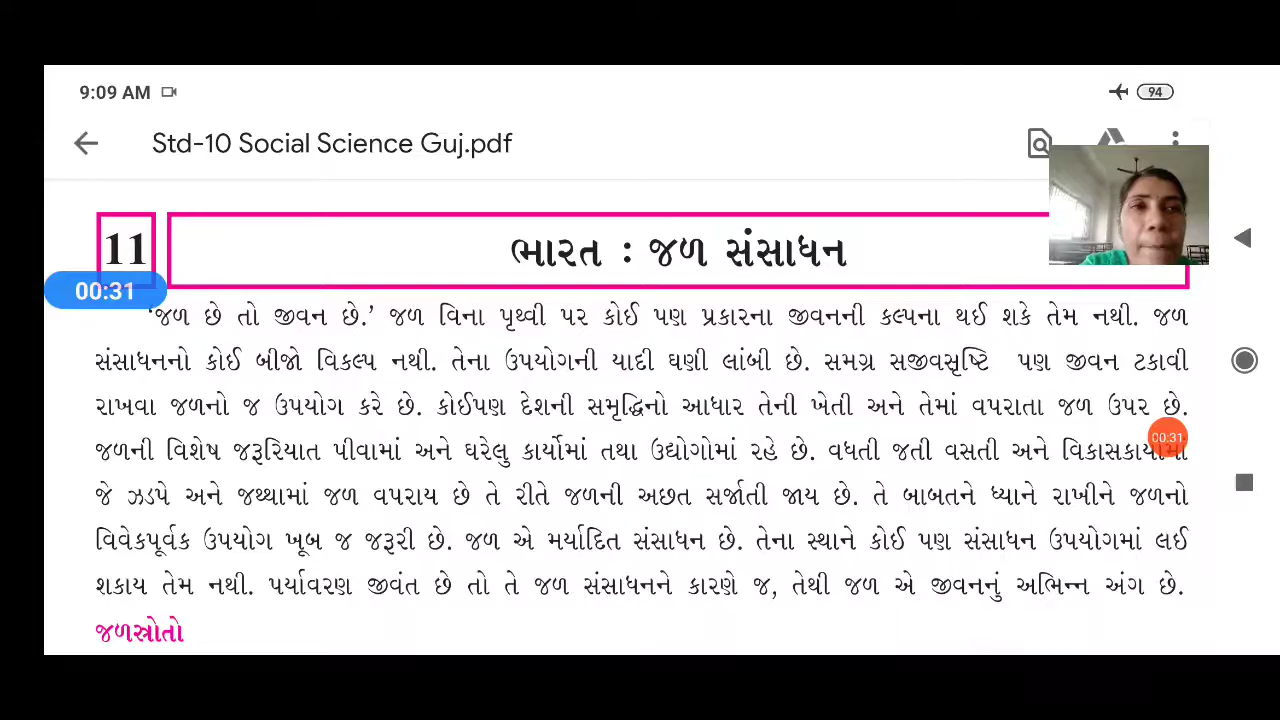 9:09 AM
94
Std-10 Social Science Guj.pdf
11
ભારત : જળ સંસાધન
00:31
‘જળ છે તો જીવન છે.’ જળ વિના પૃથ્વી પર કોઈ પણ પ્રકારના જીવનની કલ્પના થઈ શકે તેમ નથી. જળ
સંસાધનનો કોઈ બીજો વિકલ્પ નથી. તેના ઉપયોગની યાદી ઘણી લાંબી છે. સમગ્ર સજીવસૃષ્ટિ પણ જીવન ટકાવી
રાખવા જળનો જ ઉપયોગ કરે છે. કોઈપણ દેશની સમૃદ્ધિનો આધાર તેની ખેતી અને તેમાં વપરાતા જળ ઉપર છે.
00:31
જળની વિશેષ જરૂરિયાત પીવામાં અને ઘરેલુ કાર્યોમાં તથા ઉદ્યોગોમાં રહે છે. વધતી જતી વસતી અને વિકાસકાર્યોમાં
જે ઝડપે અને જથ્થામાં જળ વપરાય છે તે રીતે જળની અછત સર્જાતી જાય છે. તે બાબતને ધ્યાને રાખીને જળનો
વિવેકપૂર્વક ઉપયોગ ખૂબ જ જરૂરી છે. જળ એ મર્યાદિત સંસાધન છે. તેના સ્થાને કોઈ પણ સંસાધન ઉપયોગમાં લઈ
શકાય તેમ નથી. પર્યાવરણ જીવંત છે તો તે જળ સંસાધનને કારણે જ, તેથી જળ એ જીવનનું અભિન્ન અંગ છે.
જળસ્રોતો